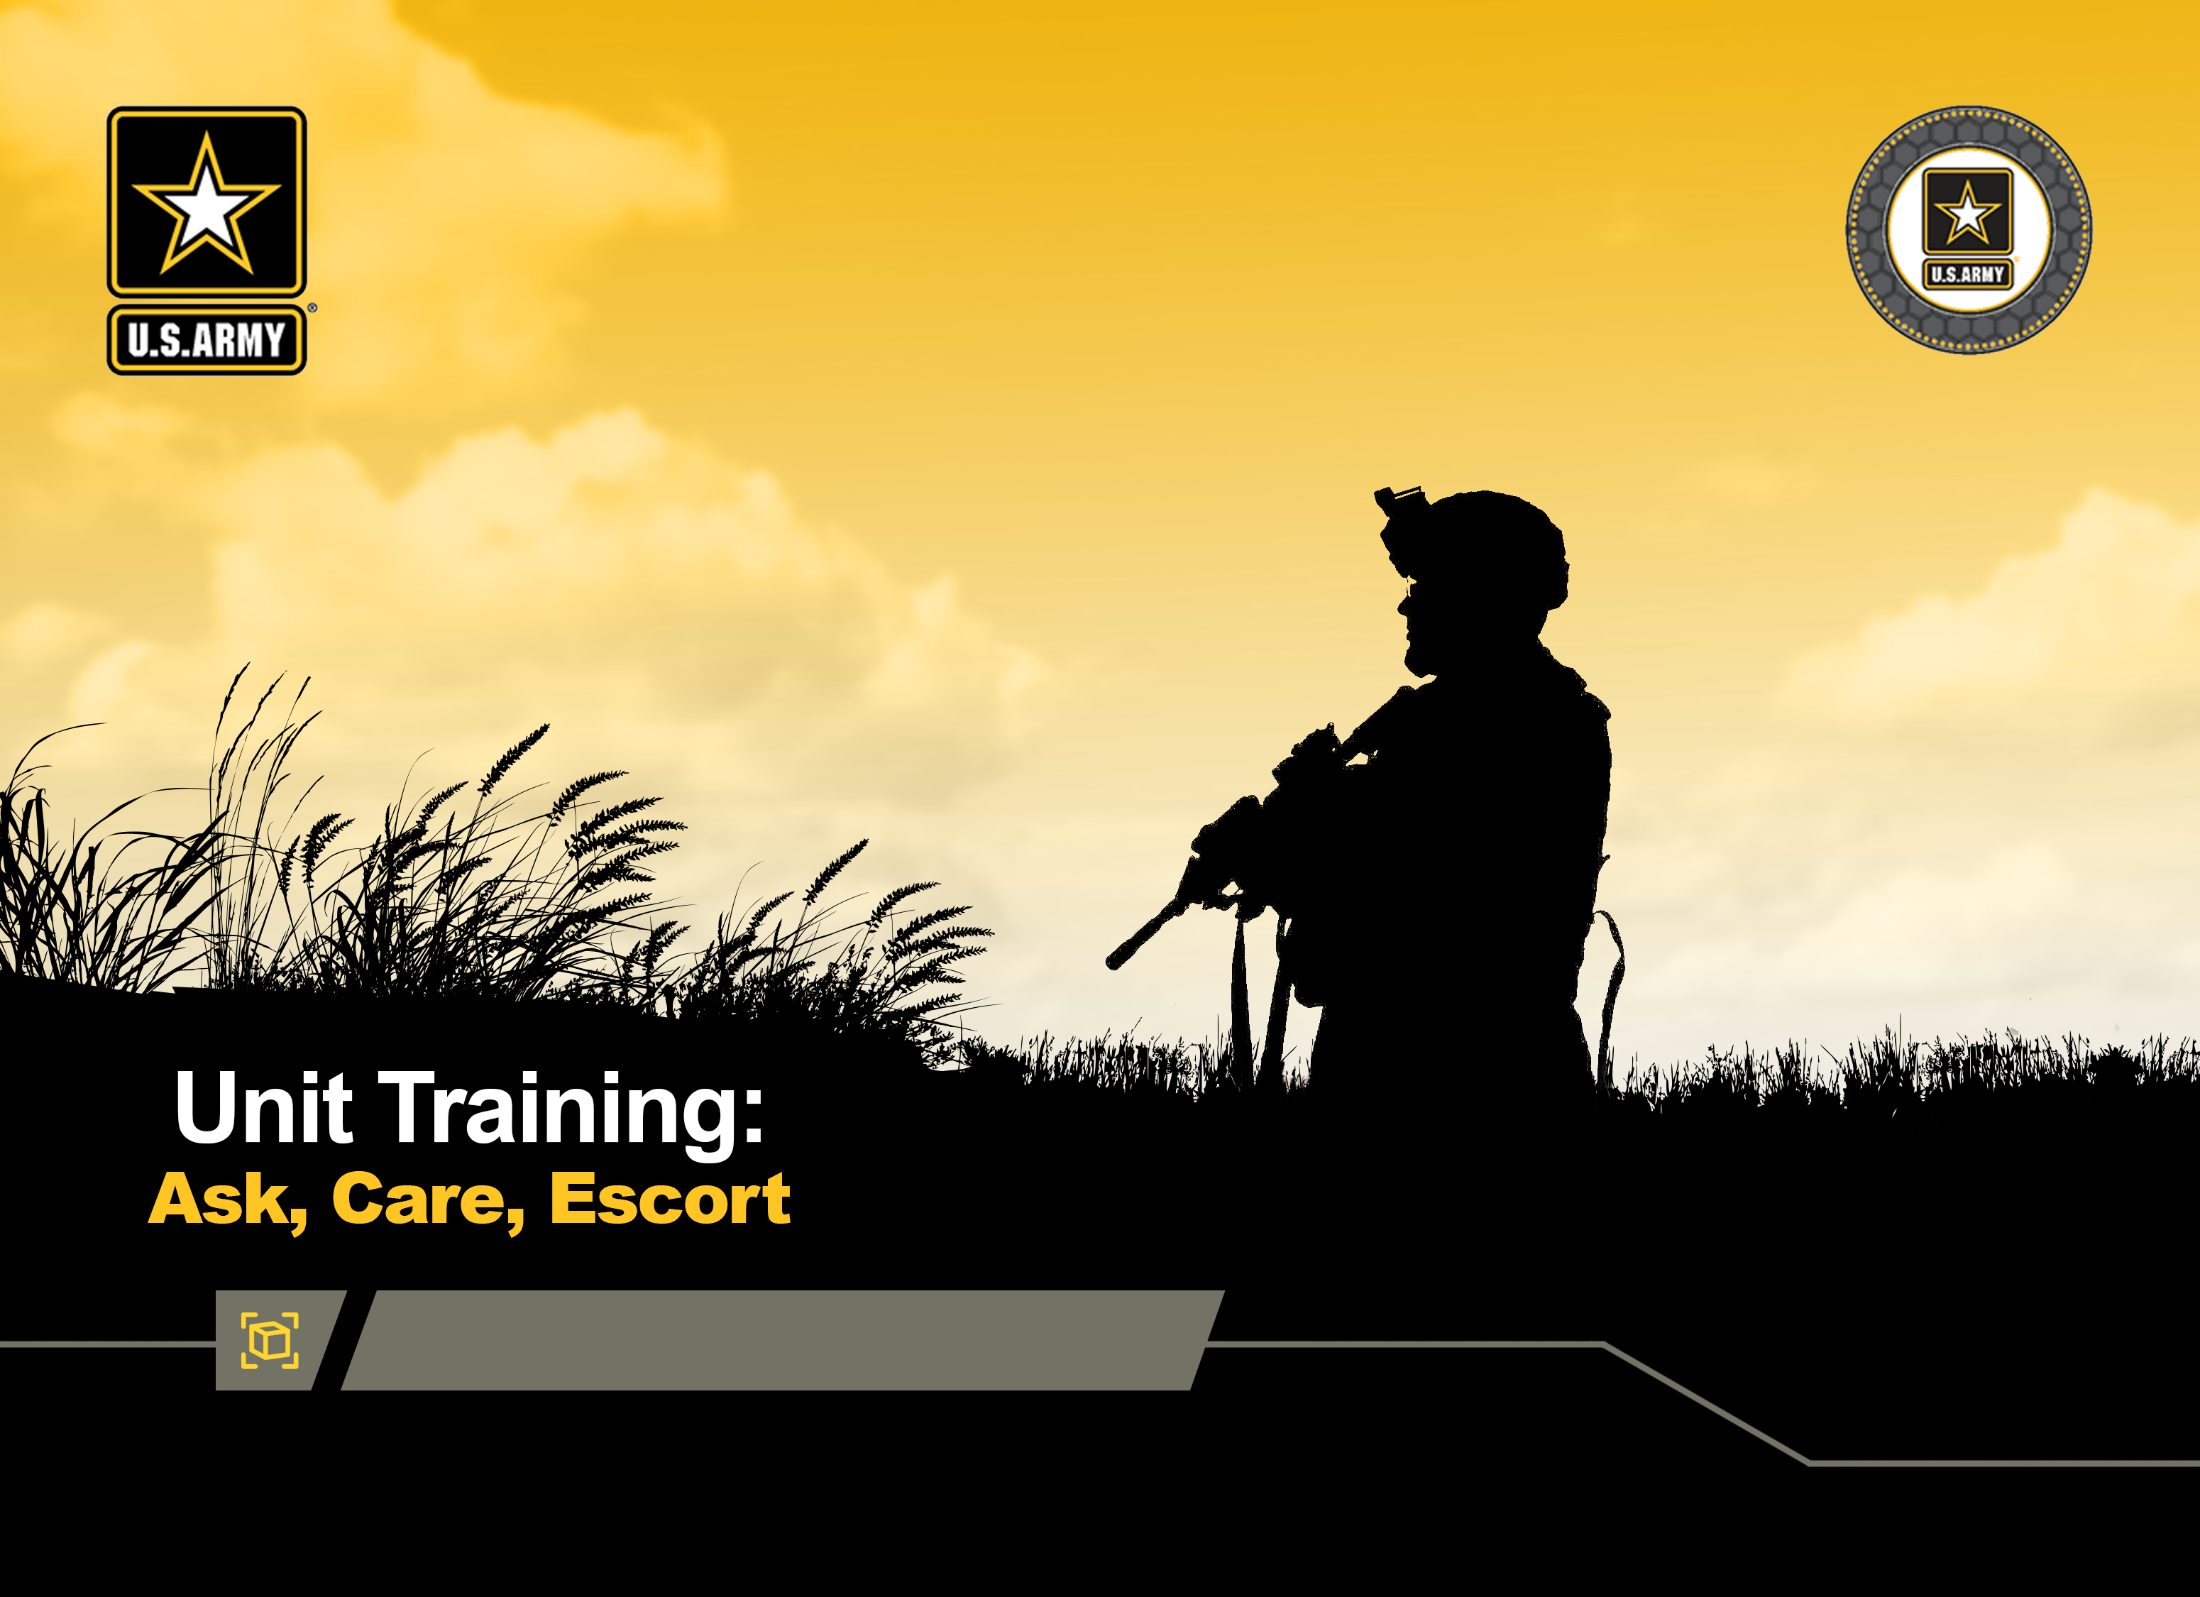 U.S.ARMY
U.S.ARMY
Unit Training:
Ask, Care, Escort